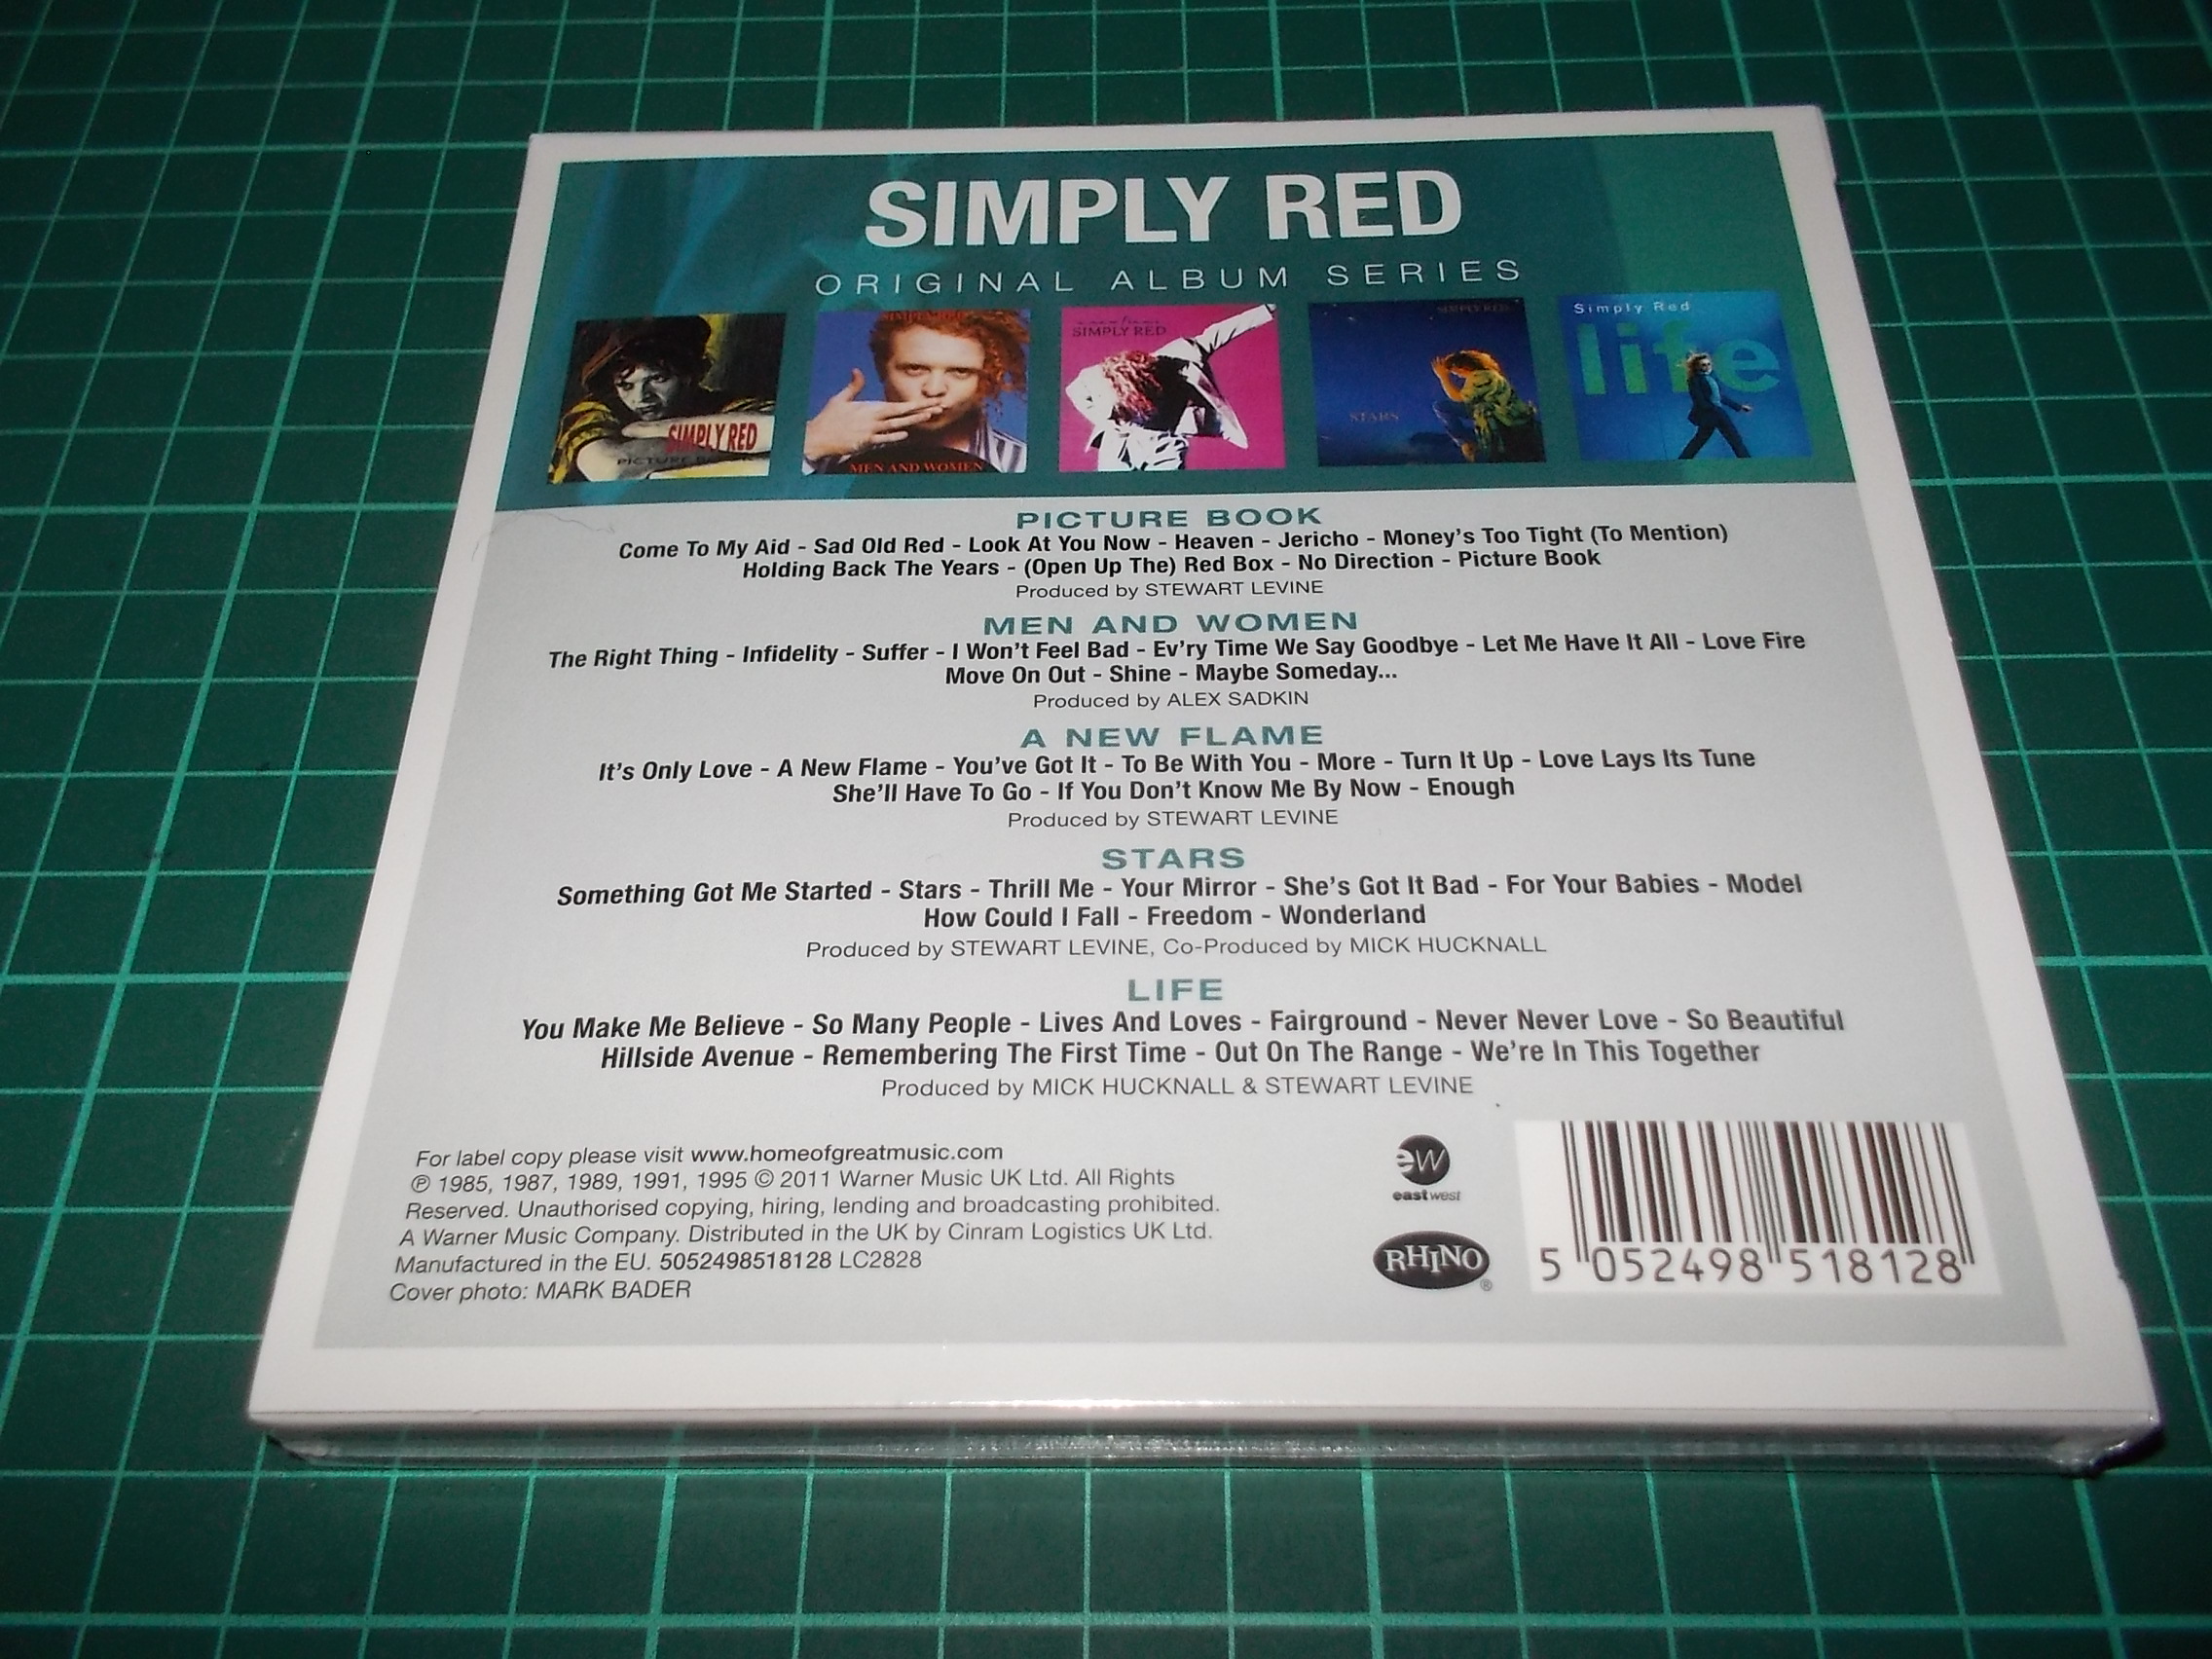 SIMPLY RED
ORIGINAL ALBUM SERIES
SIMPLY RED
PICTURE
SIMPLY RED
MEN AND WOMEN
SIMPLY RED
SIMPLY RED
STARS
Simply Red
life
PICTURE BOOK
Come To My Aid - Sad Old Red - Look At You Now - Heaven - Jericho - Money's Too Tight (To Mention)
Holding Back The Years - (Open Up The) Red Box - No Direction - Picture Book
Produced by STEWART LEVINE
MEN AND WOMEN
The Right Thing - Infidelity - Suffer - I Won't Feel Bad - Ev'ry Time We Say Goodbye - Let Me Have It All - Love Fire
Move On Out - Shine - Maybe Someday...
Produced by ALEX SADKIN
A NEW FLAME
It's Only Love - A New Flame - You've Got It - To Be With You - More - Turn It Up - Love Lays Its Tune
She'll Have To Go - If You Don't Know Me By Now - Enough
Produced by STEWART LEVINE
STARS
Something Got Me Started - Stars - Thrill Me - Your Mirror - She's Got It Bad - For Your Babies - Model
How Could I Fall - Freedom - Wonderland
Produced by STEWART LEVINE, Co-Produced by MICK HUCKNALL
LIFE
You Make Me Believe - So Many People - Lives And Loves - Fairground - Never Never Love - So Beautiful
Hillside Avenue - Remembering The First Time - Out On The Range - We're In This Together
Produced by MICK HUCKNALL & STEWART LEVINE
For label copy please visit www.homeofgreatmusic.com
℗ 1985, 1987, 1989, 1991, 1995 © 2011 Warner Music UK Ltd. All Rights
Reserved. Unauthorised copying, hiring, lending and broadcasting prohibited.
A Warner Music Company. Distributed in the UK by Cinram Logistics UK Ltd.
Manufactured in the EU. 5052498518128 LC2828
Cover photo: MARK BADER
ew
eastwest
RHINO®
5 052498 518128